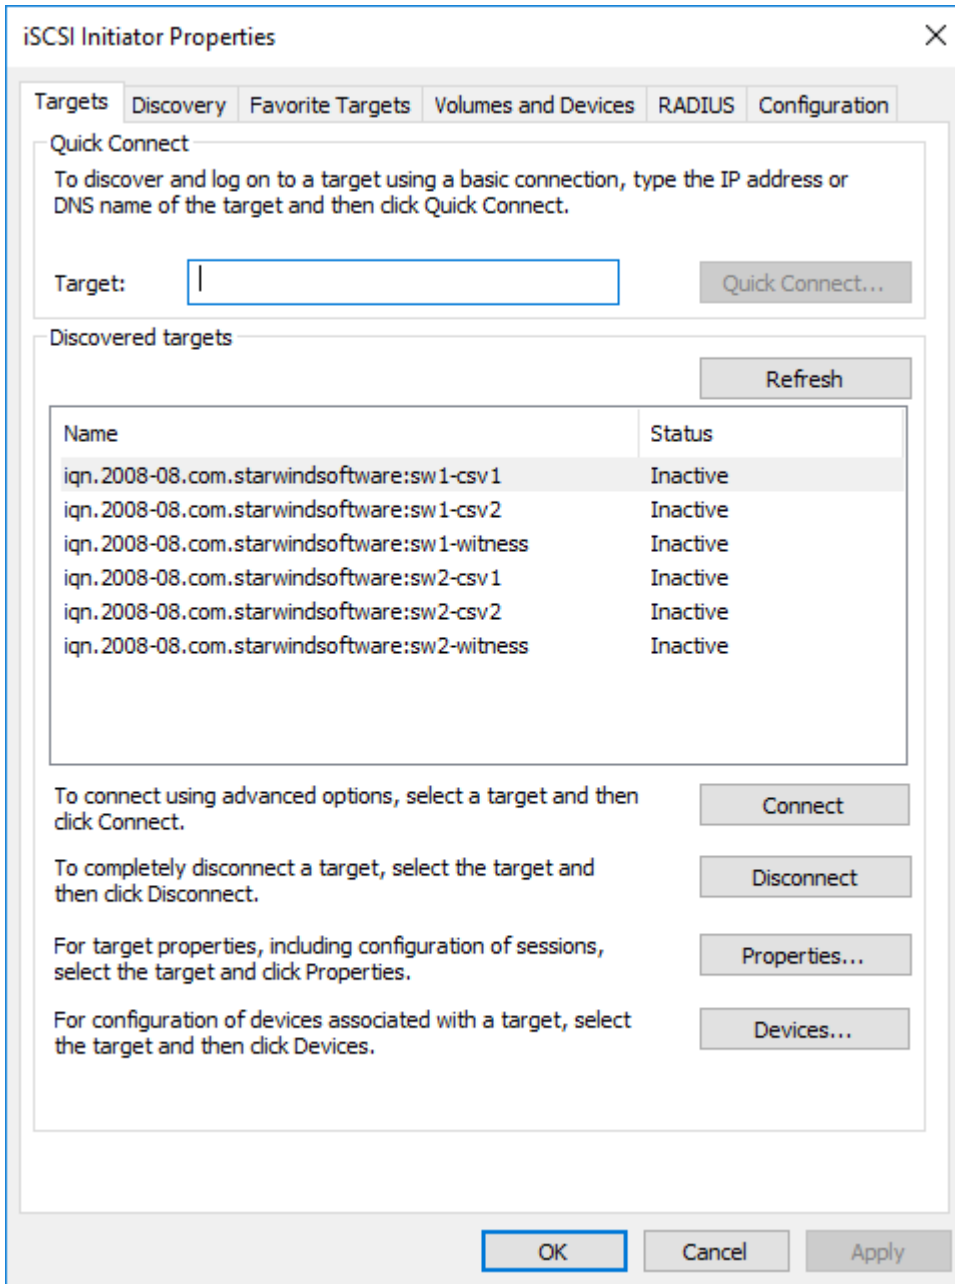 iSCSI Initiator Properties
Targets Discovery Favorite Targets Volumes and Devices RADIUS Configuration
Quick Connect
To discover and log on to a target using a basic connection, type the IP address or
DNS name of the target and then click Quick Connect.
Target: Quick Connect...
Discovered targets
Refresh
Name Status
iqn.2008-08.com.starwindsoftware:sw1-csv1 Inactive
iqn.2008-08.com.starwindsoftware:sw1-csv2 Inactive
iqn.2008-08.com.starwindsoftware:sw1-witness Inactive
iqn.2008-08.com.starwindsoftware:sw2-csv1 Inactive
iqn.2008-08.com.starwindsoftware:sw2-csv2 Inactive
iqn.2008-08.com.starwindsoftware:sw2-witness Inactive
To connect using advanced options, select a target and then
click Connect.
Connect
To completely disconnect a target, select the target and
then click Disconnect.
Disconnect
For target properties, including configuration of sessions,
select the target and click Properties.
Properties...
For configuration of devices associated with a target, select
the target and then click Devices.
Devices...
OK Cancel Apply